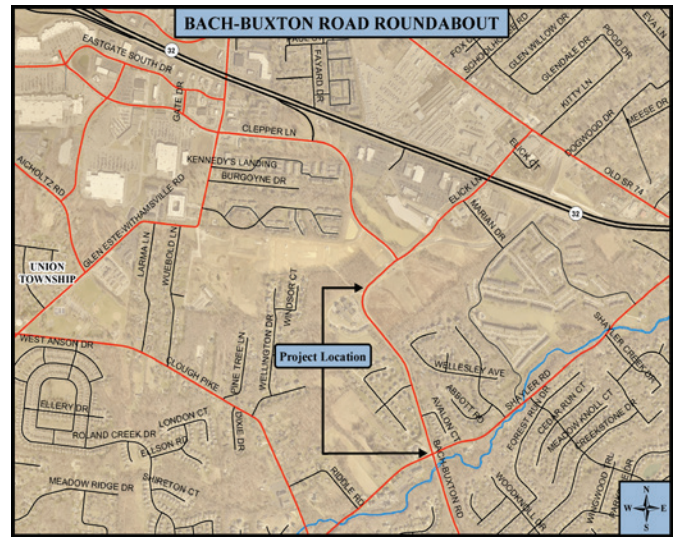 BACH-BUXTON ROAD ROUNDABOUT
EASTGATE SOUTH DR
32
GATE DR
FAYARD DR
SCHOOLHOUSE RD
GLEN WILLOW DR
GLENDALE DR
POOD DR
EVA LN
KITTY LN
DOGWOOD DR
MEESE DR
CLEPPER LN
ELICK CT
OLD SR 74
KENNEDY'S LANDING
BURGOYNE DR
AICHOLTZ RD
GLEN ESTE-WITHAMSVILLE RD
ELICK LN
MARIAN DR
32
UNION
TOWNSHIP
LARMA LN
WUEBOLD LN
WINDSOR CT
WEST ANSON DR
CLOUGH PIKE
PINE TREE LN
WELLINGTON DR
Project Location
WELLESLEY AVE
SHAYLER CREEK DR
SHAYLER RD
ABBOTT RD
AVALON CT
FOREST RUN DR
CEDAR RUN CT
MEADOW KNOLL CT
CREEKSTONE DR
ELLERY DR
ROLAND CREEK DR
LONDON CT
ELLSON RD
DIXIE DR
BACH-BUXTON RD
RIDDLE RD
MEADOW RIDGE DR
SHIRETON CT
WOODKNOLL DR
WINGWOOD TRL
N
W E
S